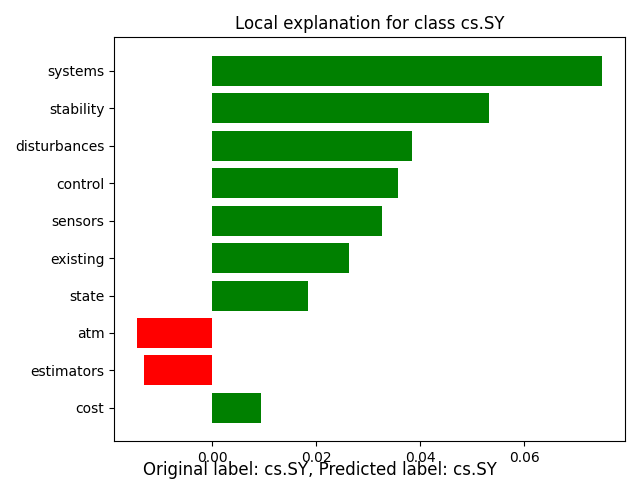 Local explanation for class cs.SY
systems
stability
disturbances
control
sensors
existing
state
atm
estimators
cost
0.00 0.02 0.04 0.06
Original label: cs.SY, Predicted label: cs.SY